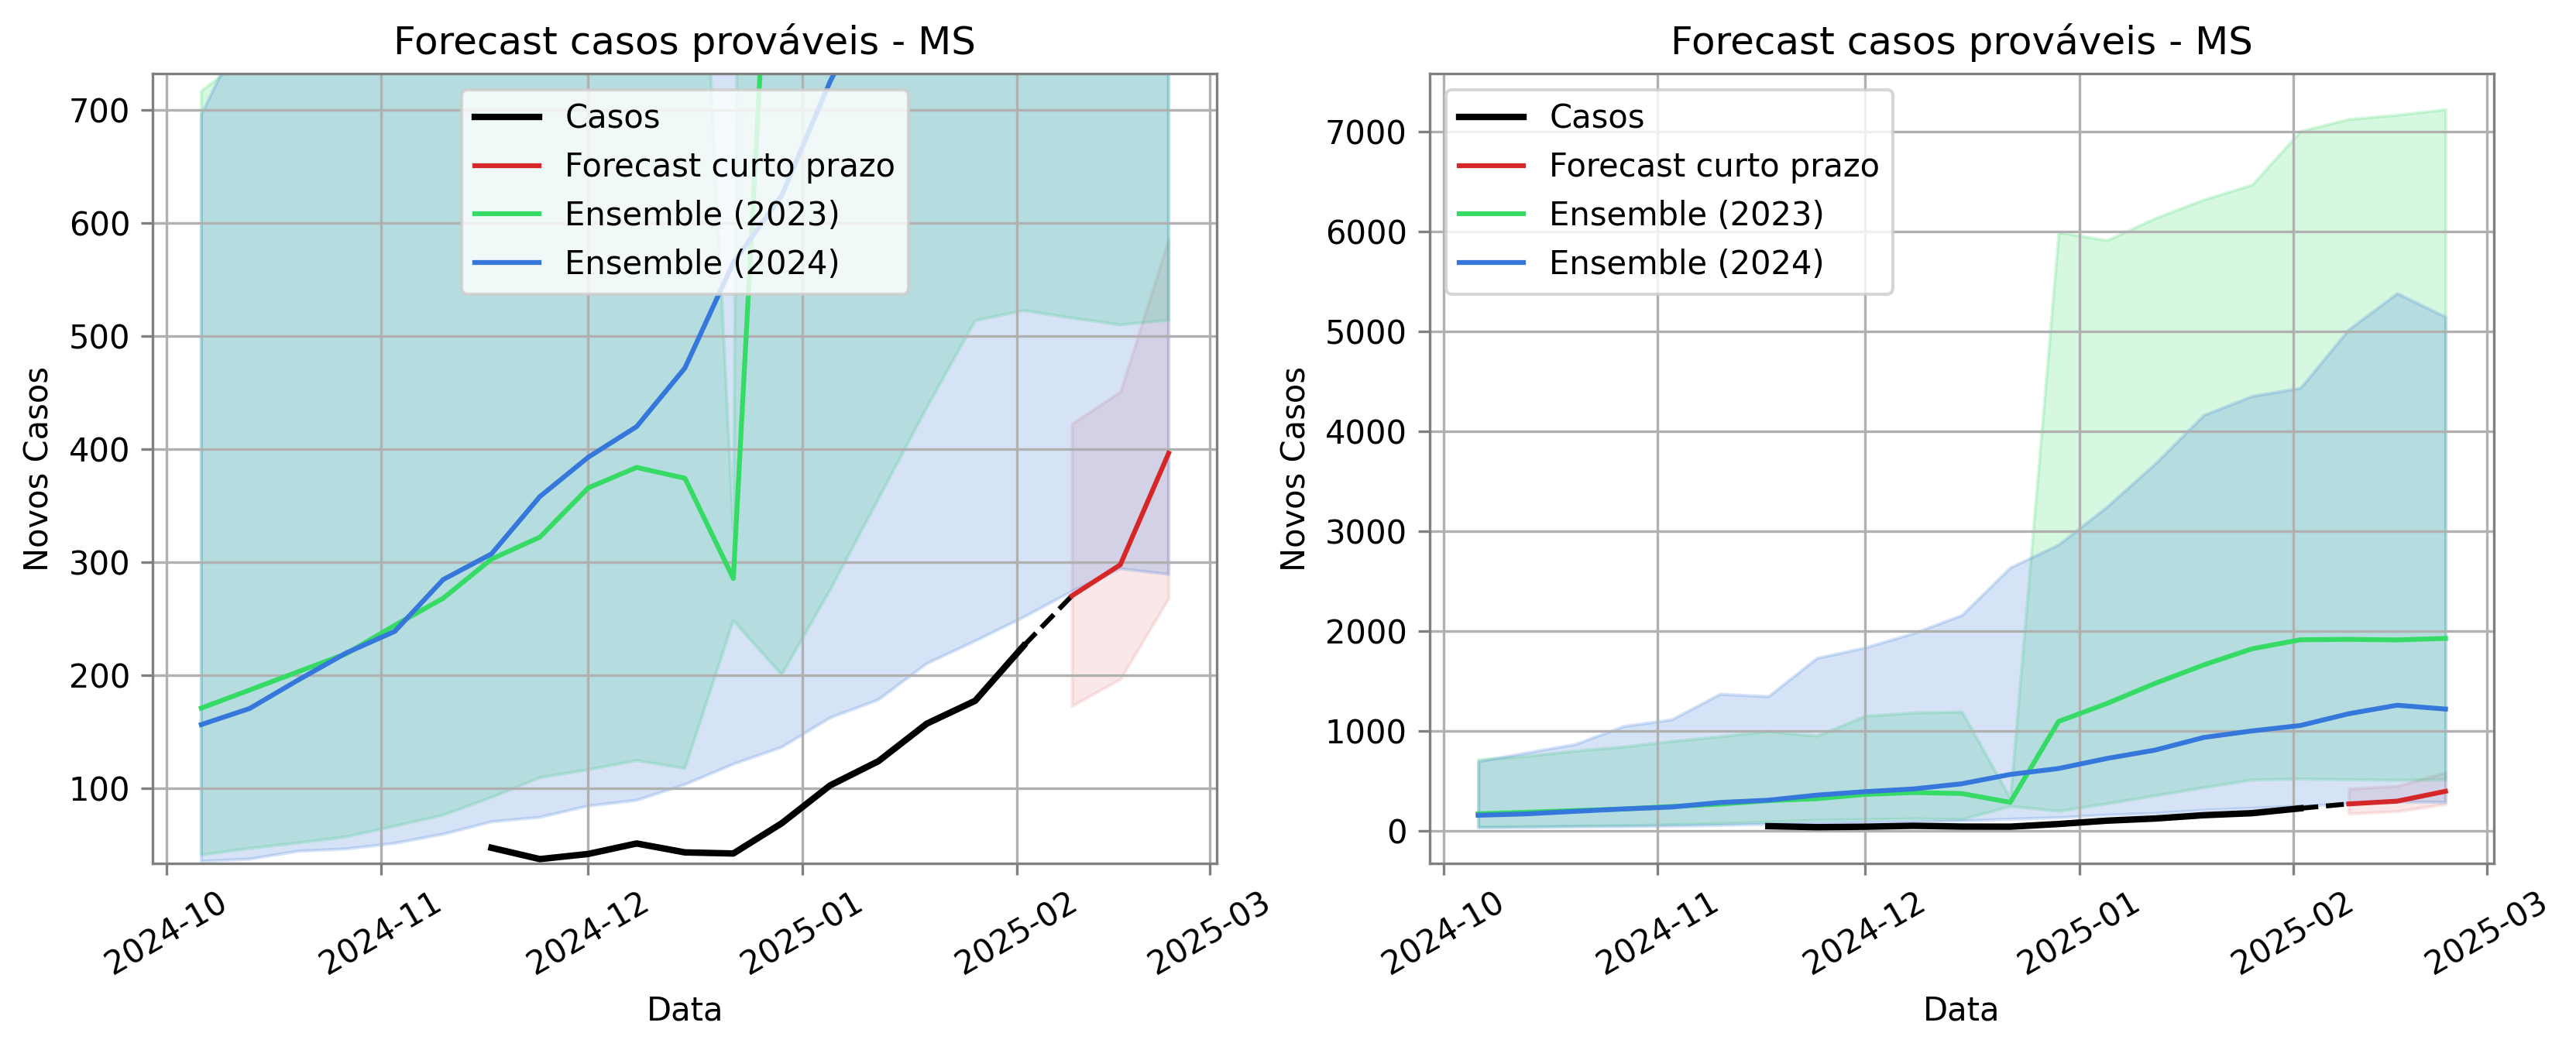 Forecast casos prováveis - MS
Novos Casos
700
600
500
400
300
200
100
Casos
Forecast curto prazo
Ensemble (2023)
Ensemble (2024)
2024-10
2024-11
2024-12
2025-01
2025-02
2025-03
Data
Forecast casos prováveis - MS
Novos Casos
7000
6000
5000
4000
3000
2000
1000
0
Casos
Forecast curto prazo
Ensemble (2023)
Ensemble (2024)
2024-10
2024-11
2024-12
2025-01
2025-02
2025-03
Data